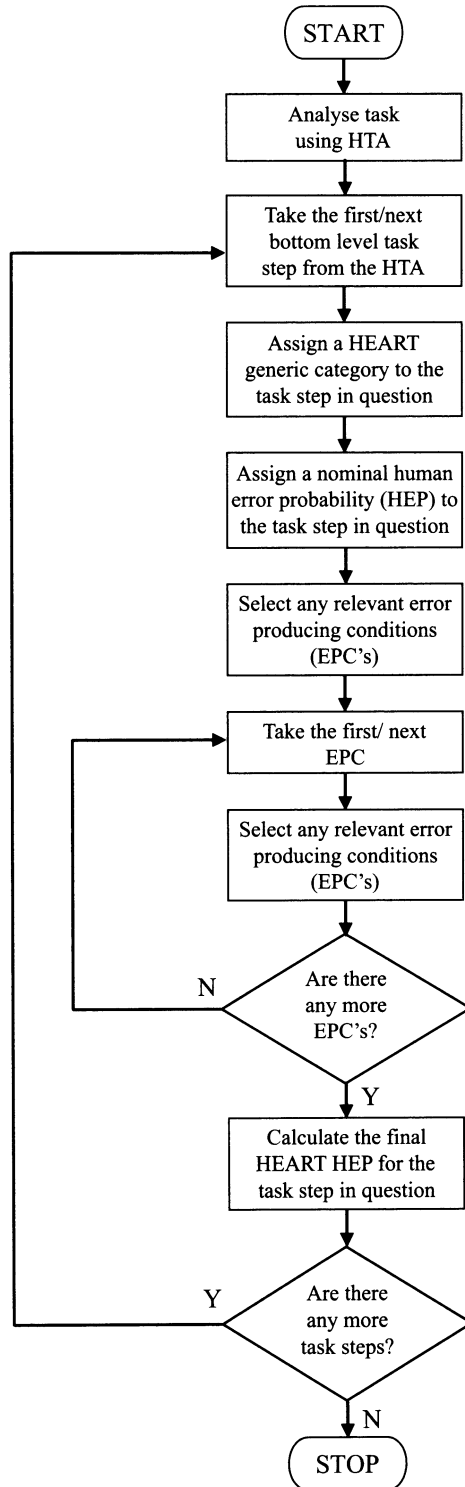 START
Analyse task
using HTA
Take the first/next
bottom level task
step from the HTA
Assign a HEART
generic category to the
task step in question
Assign a nominal human
error probability (HEP) to
the task step in question
Select any relevant error
producing conditions
(EPC's)
Take the first/ next
EPC
Select any relevant error
producing conditions
(EPC's)
N
Are there
any more
EPC's?
Y
Calculate the final
HEART HEP for the
task step in question
Y
Are there
any more
task steps?
N
STOP